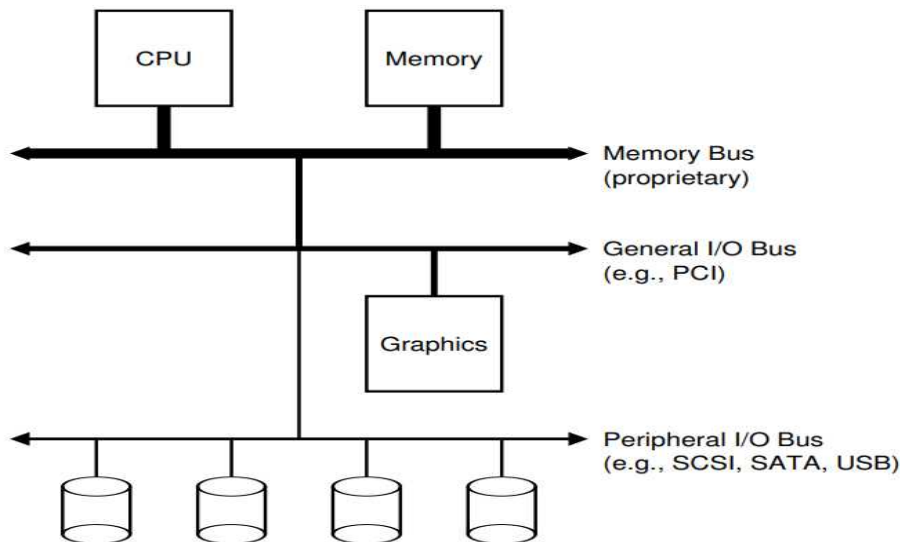 CPU
Memory
Memory Bus
(proprietary)
General I/O Bus
(e.g., PCI)
Graphics
Peripheral I/O Bus
(e.g., SCSI, SATA, USB)